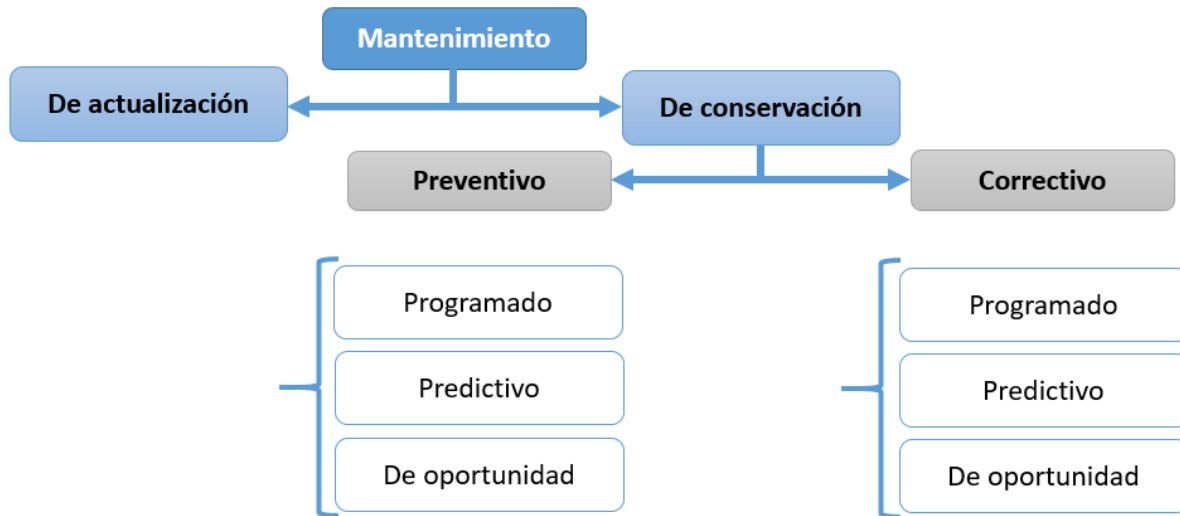 Mantenimiento
De actualización
De conservación
Preventivo
Correctivo
Programado
Predictivo
De oportunidad
Programado
Predictivo
De oportunidad